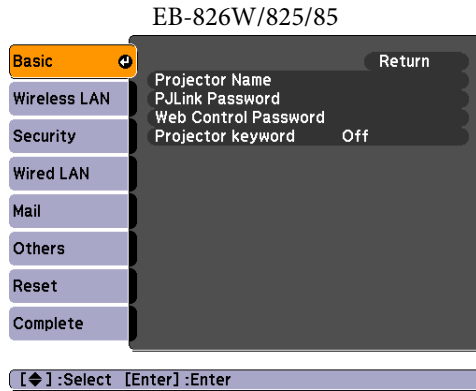 EB-826W/825/85
Basic
Return
Projector Name
Wireless LAN
PJLink Password
Web Control Password
Security
Projector keyword Off
Wired LAN
Mail
Others
Reset
Complete
[◆] :Select [Enter] :Enter